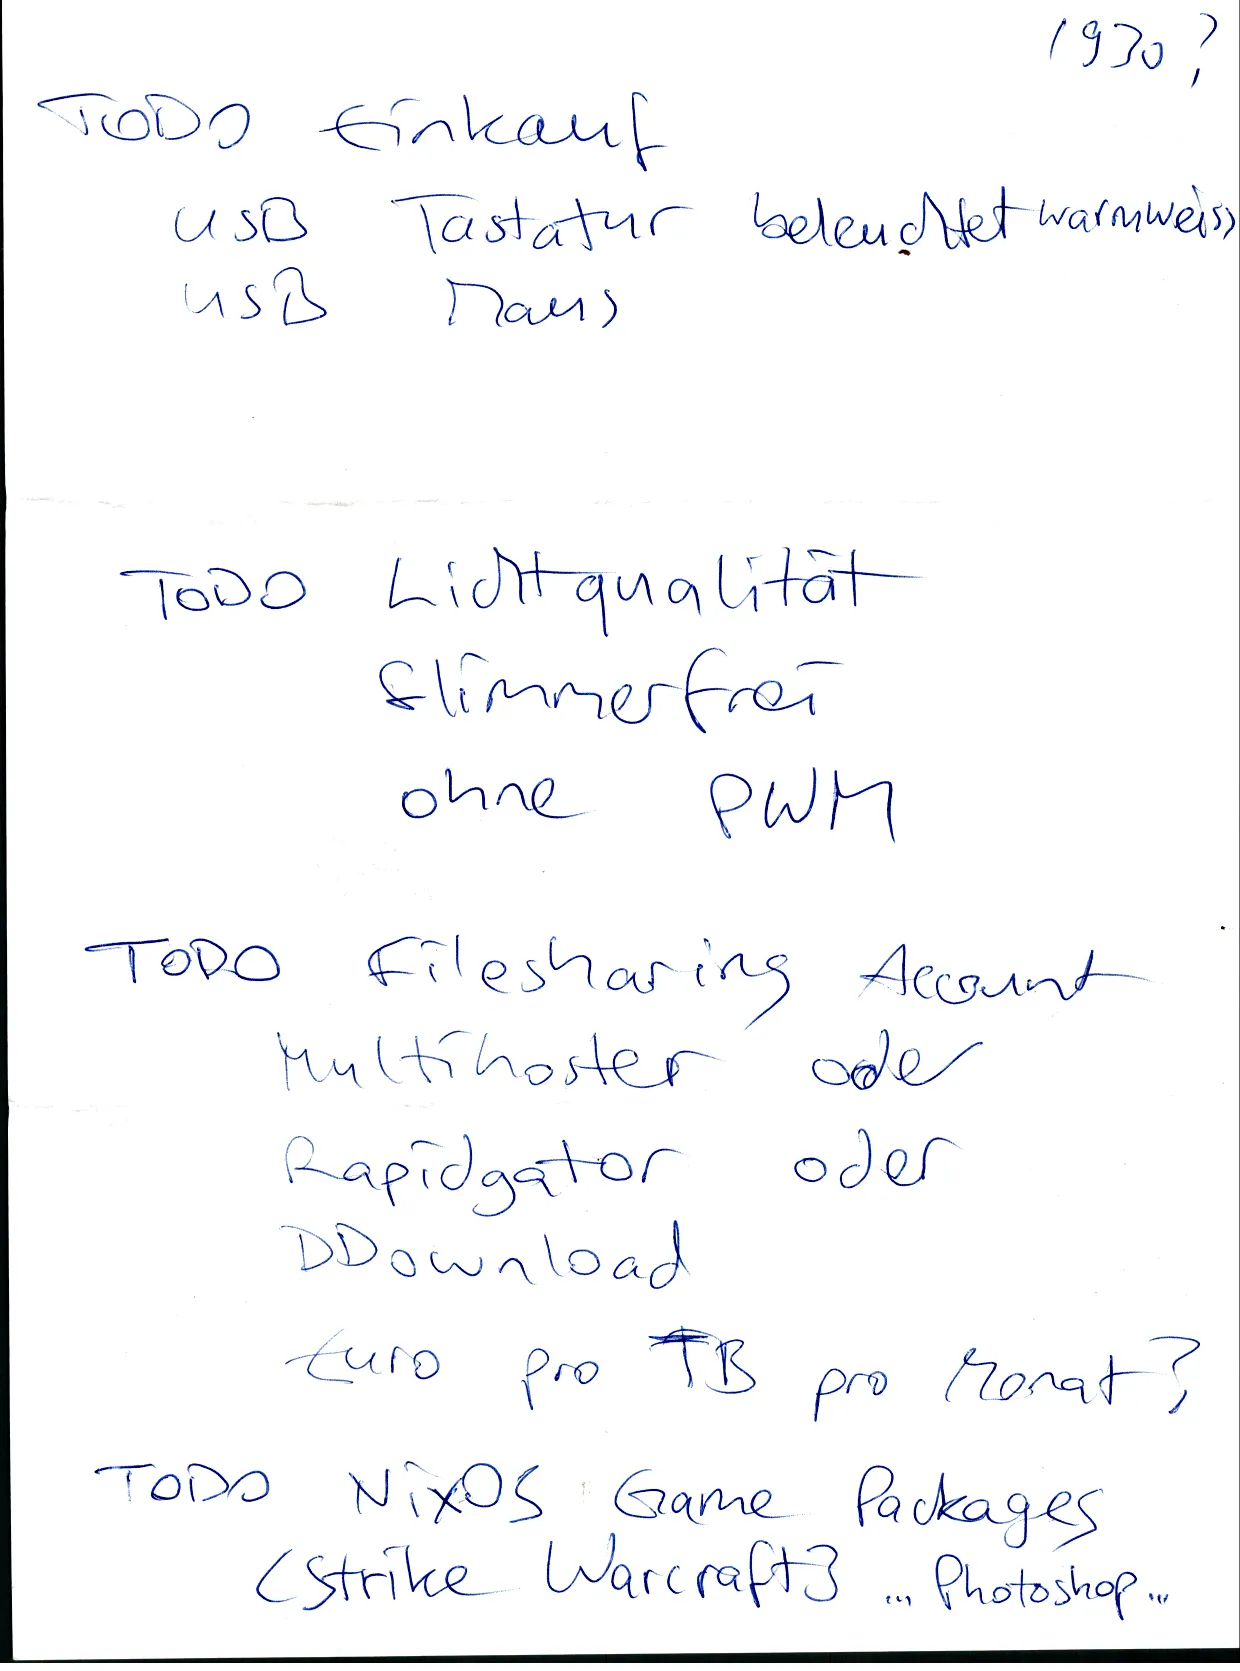 1930?
TODO Einkauf
USB Tastatur beleuchtet warmweiss
USB Maus
TODO Lichtqualität
flimmerfrei
ohne PWM
TODO Filesharing Account
Multihoster oder
Rapidgator oder
DDownload
Euro pro TB pro Monat?
TODO NixOS Game Packages
CStrike Warcraft3 ... Photoshop ...